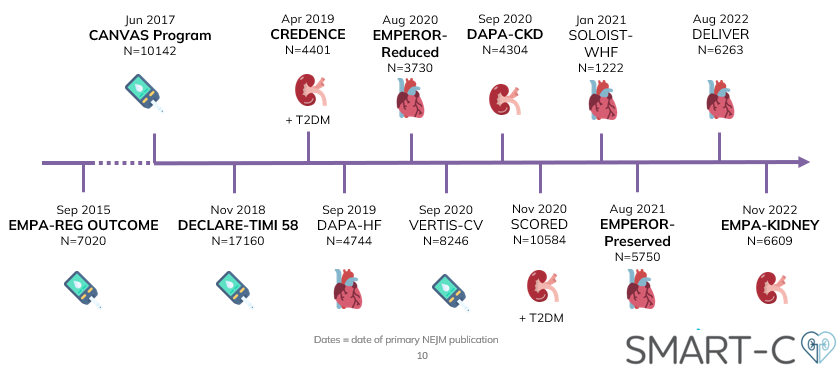 Jun 2017
CANVAS Program
N=10142
Apr 2019
CREDENCE
N=4401
+ T2DM
Aug 2020
EMPEROR-
Reduced
N=3730
Sep 2020
DAPA-CKD
N=4304
Jan 2021
SOLOIST-
WHF
N=1222
Aug 2022
DELIVER
N=6263
Sep 2015
EMPA-REG OUTCOME
N=7020
Nov 2018
DECLARE-TIMI 58
N=17160
Sep 2019
DAPA-HF
N=4744
Sep 2020
VERTIS-CV
N=8246
Nov 2020
SCORED
N=10584
+ T2DM
Aug 2021
EMPEROR-
Preserved
N=5750
Nov 2022
EMPA-KIDNEY
N=6609
Dates = date of primary NEJM publication
10
SMART-C